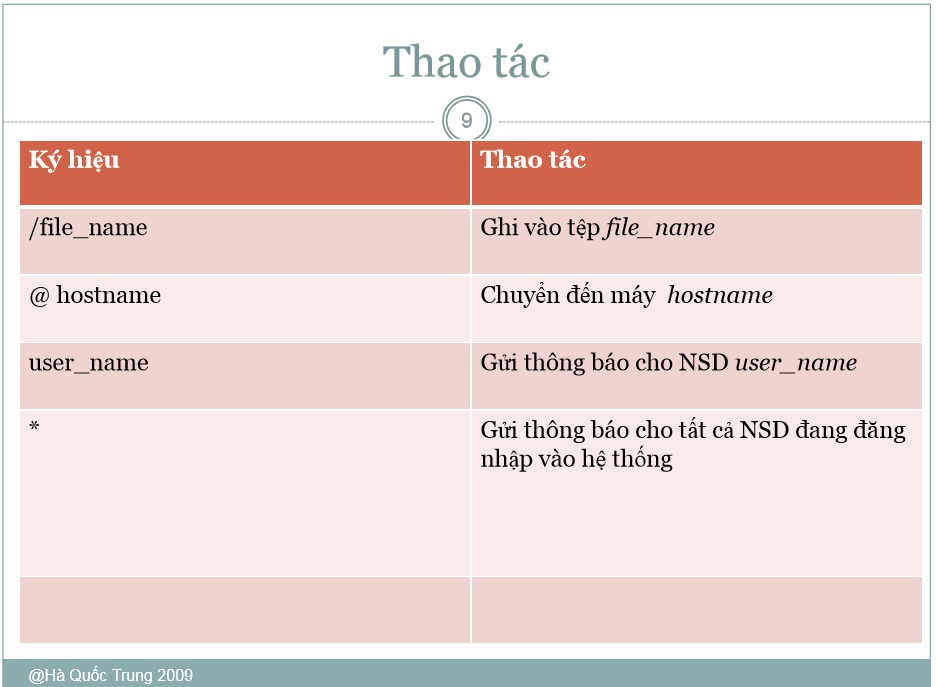 Thao tác
9
Ký hiệu
Thao tác
/file_name
Ghi vào tệp file_name
@ hostname
Chuyển đến máy hostname
user_name
Gửi thông báo cho NSD user_name
*
Gửi thông báo cho tất cả NSD đang đăng
nhập vào hệ thống
@Hà Quốc Trung 2009